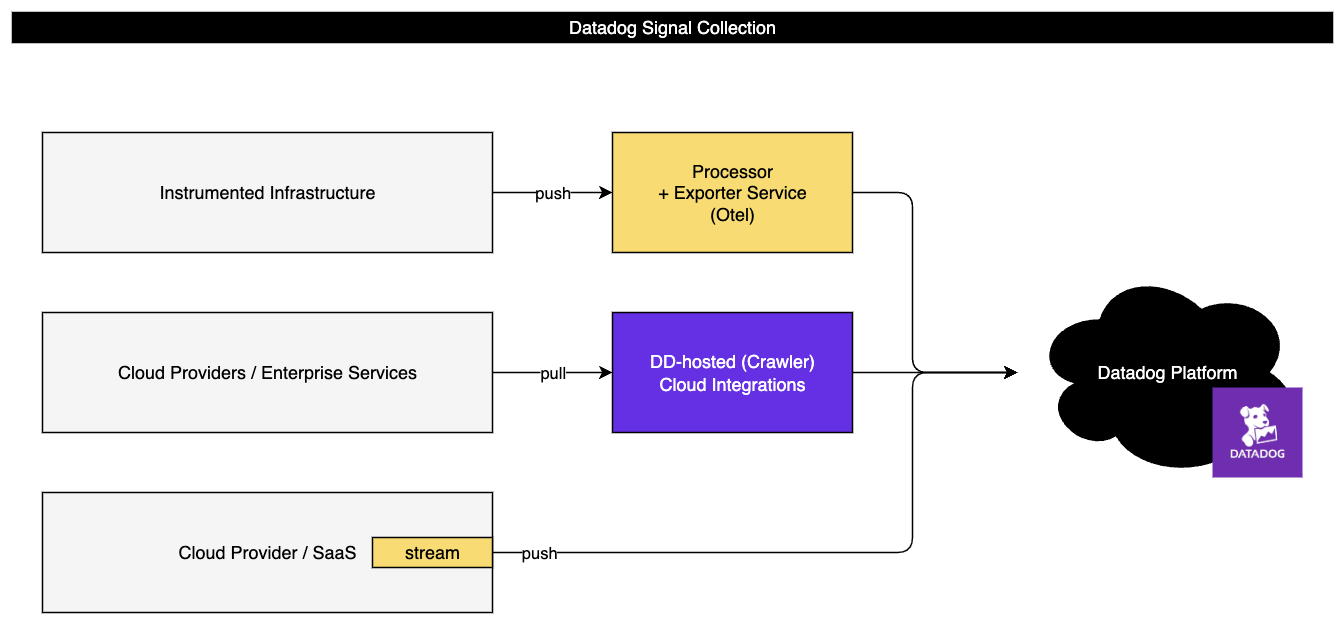 Datadog Signal Collection
Instrumented Infrastructure
push
Processor
+ Exporter Service
(Otel)
Cloud Providers / Enterprise Services
pull
DD-hosted (Crawler)
Cloud Integrations
Datadog Platform
DATADOG
Cloud Provider / SaaS
stream
push